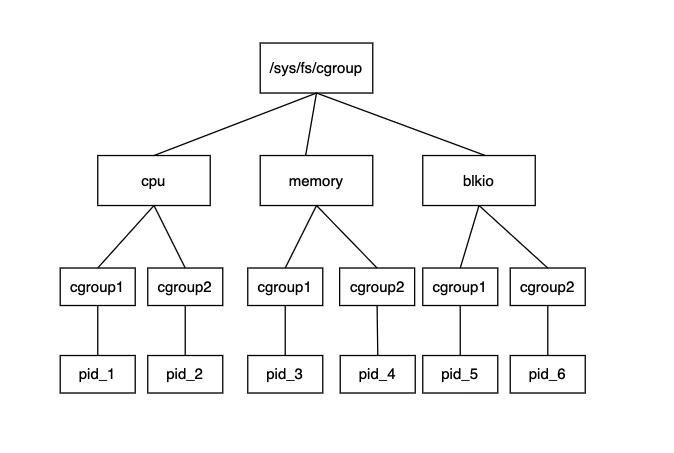 /sys/fs/cgroup
cpu
memory
blkio
cgroup1
cgroup2
cgroup1
cgroup2
cgroup1
cgroup2
pid_1
pid_2
pid_3
pid_4
pid_5
pid_6